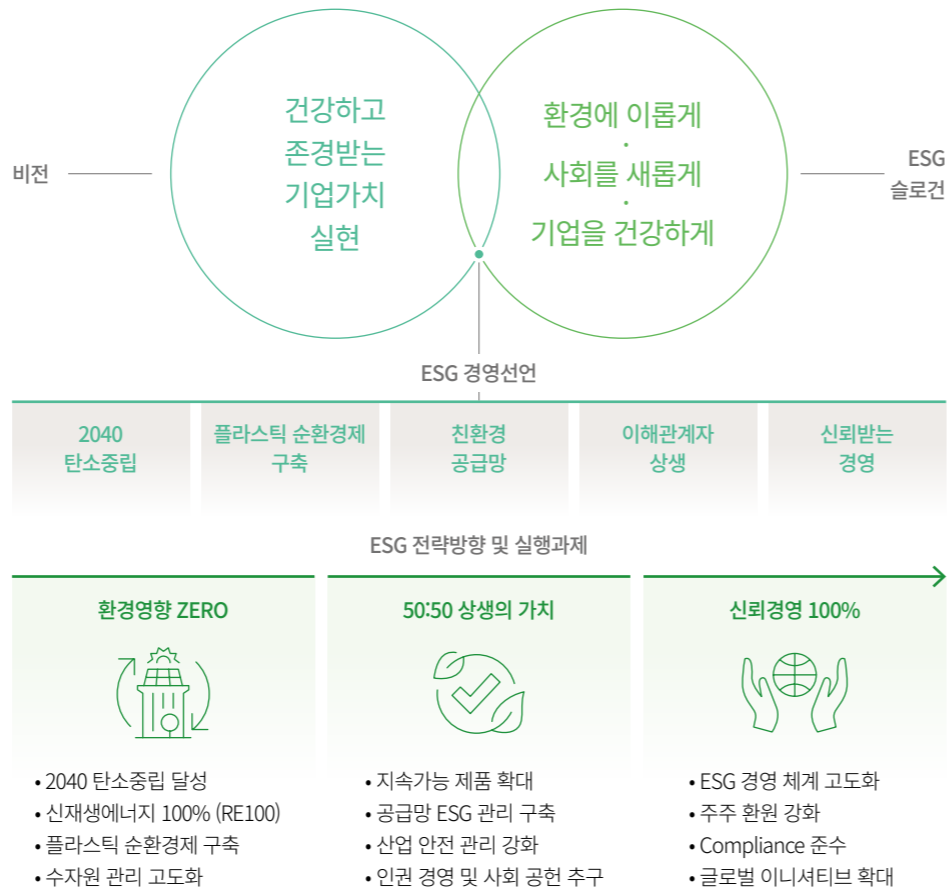 비전
건강하고
존경받는
기업가치
실현
환경에 이롭게
·
사회를 새롭게
·
기업을 건강하게
ESG
슬로건
ESG 경영선언
2040
탄소중립
플라스틱 순환경제
구축
친환경
공급망
이해관계자
상생
신뢰받는
경영
ESG 전략방향 및 실행과제
환경영향 ZERO
• 2040 탄소중립 달성
• 신재생에너지 100% (RE100)
• 플라스틱 순환경제 구축
• 수자원 관리 고도화
50:50 상생의 가치
• 지속가능 제품 확대
• 공급망 ESG 관리 구축
• 산업 안전 관리 강화
• 인권 경영 및 사회 공헌 추구
신뢰경영 100%
• ESG 경영 체계 고도화
• 주주 환원 강화
• Compliance 준수
• 글로벌 이니셔티브 확대